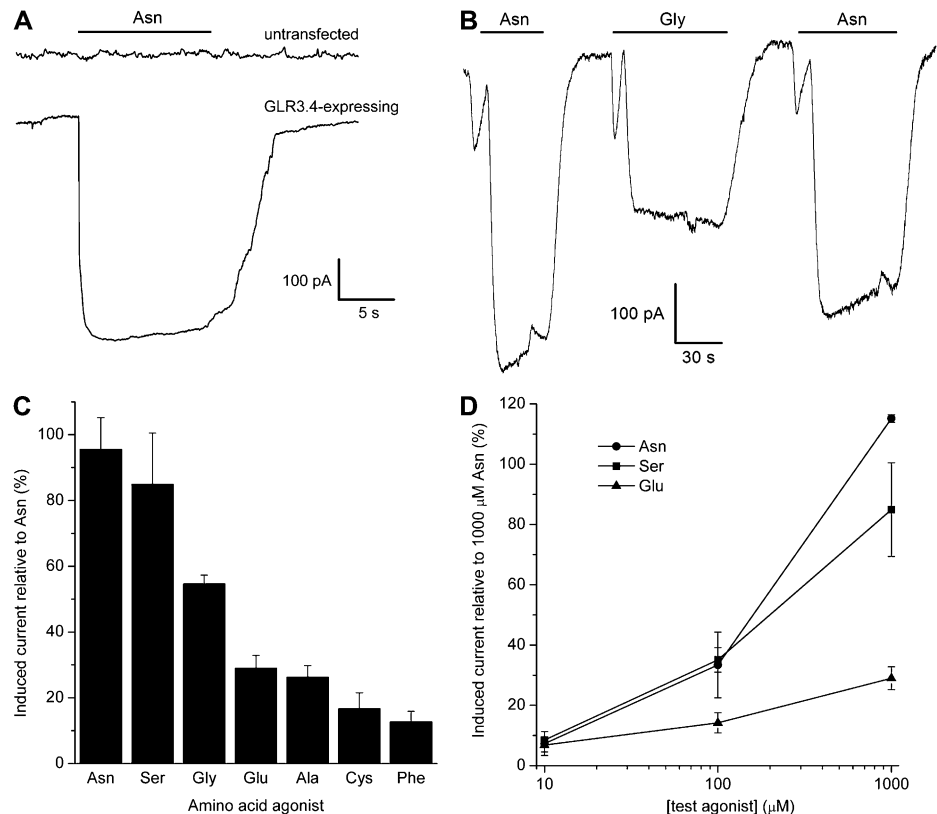 A
Asn
untransfected
GLR3.4-expressing
100 pA
5 s
B
Asn Gly Asn
100 pA
30 s
C
Induced current relative to Asn (%)
100
80
60
40
20
0
Asn Ser Gly Glu Ala Cys Phe
Amino acid agonist
D
Induced current relative to 1000 µM Asn (%)
120
100
80
60
40
20
0
Asn
Ser
Glu
10 100 1000
[test agonist] (µM)